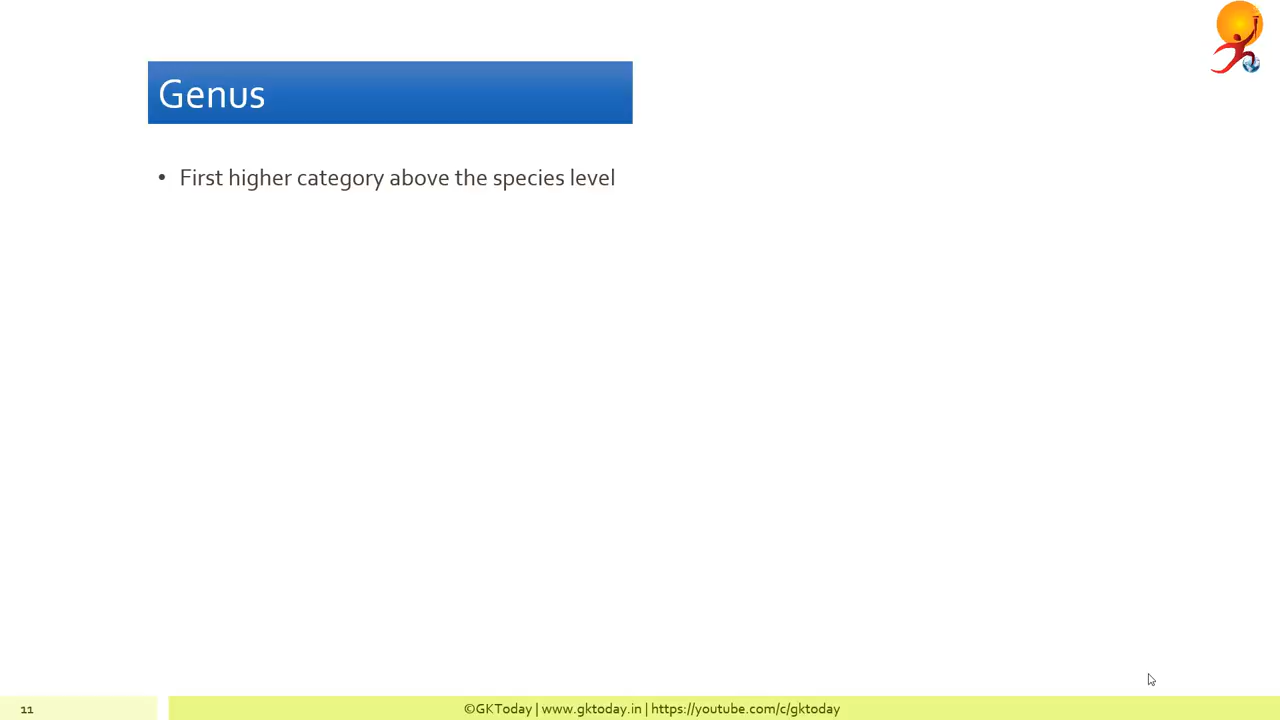 Genus
• First higher category above the species level
11
©GKToday | www.gktoday.in | https://youtube.com/c/gktoday